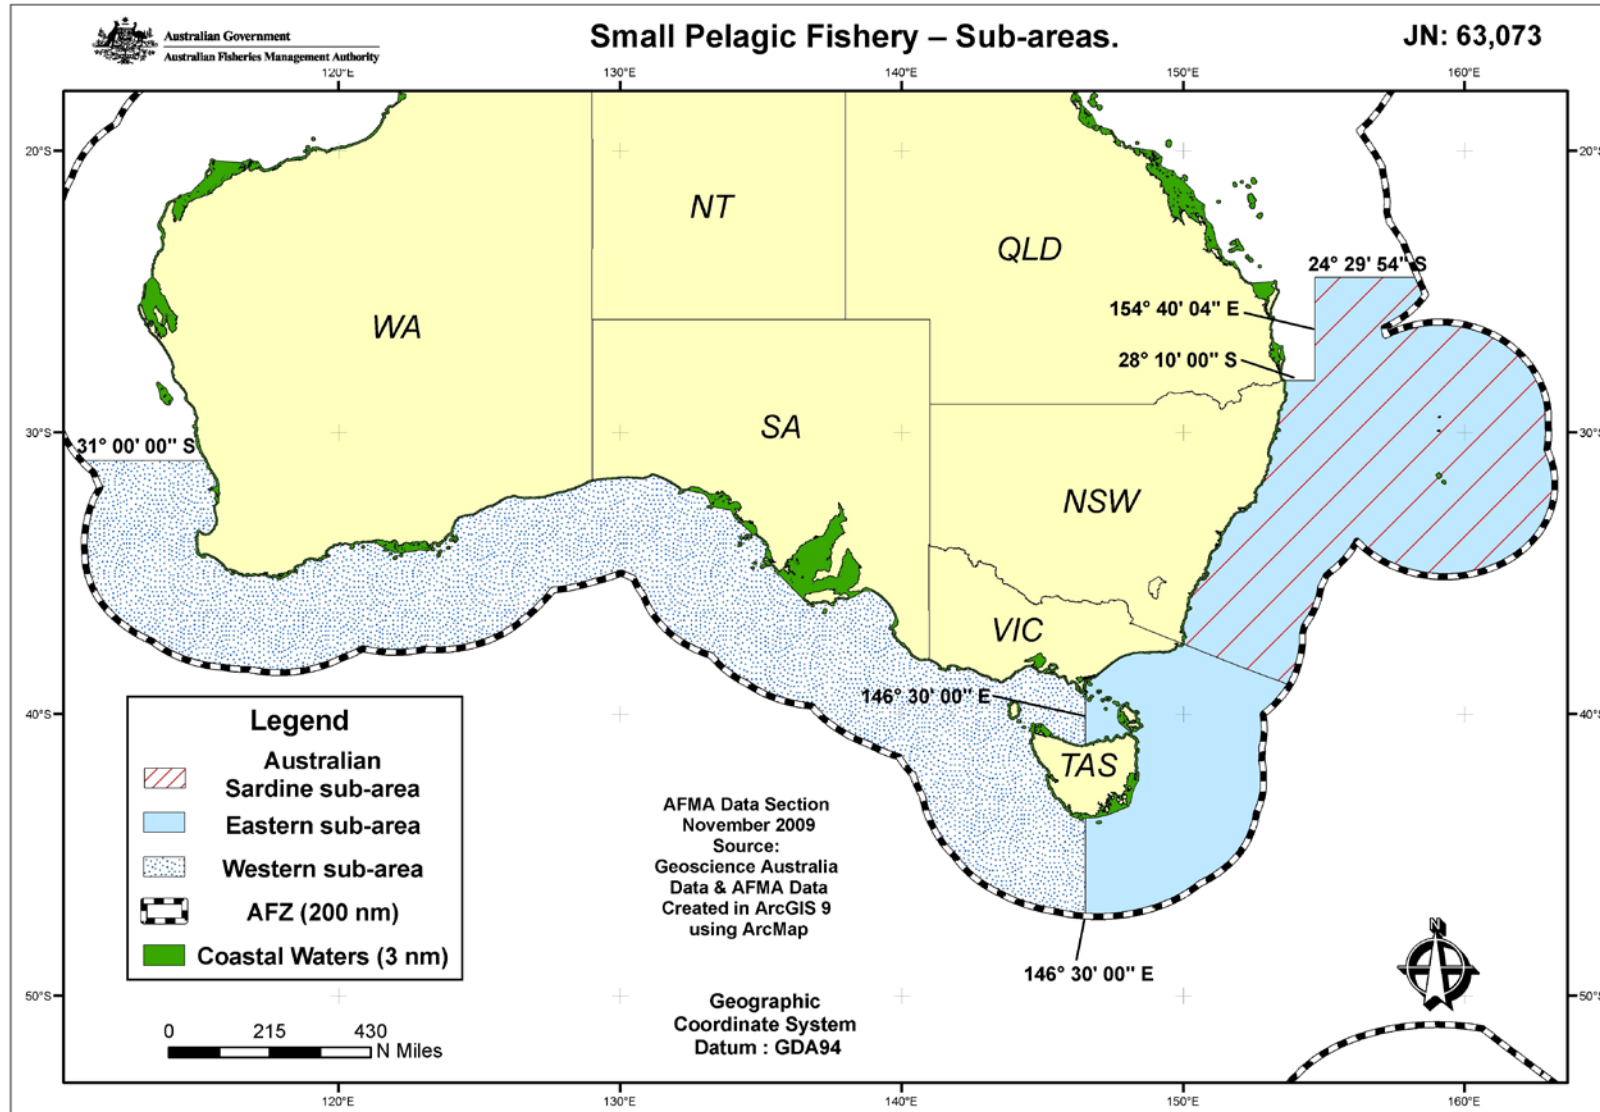 Australian Government
Australian Fisheries Management Authority
Small Pelagic Fishery – Sub-areas.
JN: 63,073
120°E
130°E
140°E
150°E
160°E
20°S
20°S
NT
QLD
WA
24° 29' 54" S
154° 40' 04" E
28° 10' 00" S
SA
30°S
30°S
31° 00' 00" S
NSW
VIC
146° 30' 00" E
40°S
40°S
TAS
Legend
Australian
Sardine sub-area
Eastern sub-area
Western sub-area
AFZ (200 nm)
Coastal Waters (3 nm)
AFMA Data Section
November 2009
Source:
Geoscience Australia
Data & AFMA Data
Created in ArcGIS 9
using ArcMap
N
146° 30' 00" E
50°S
50°S
Geographic
Coordinate System
Datum : GDA94
0 215 430
N Miles
120°E
130°E
140°E
150°E
160°E